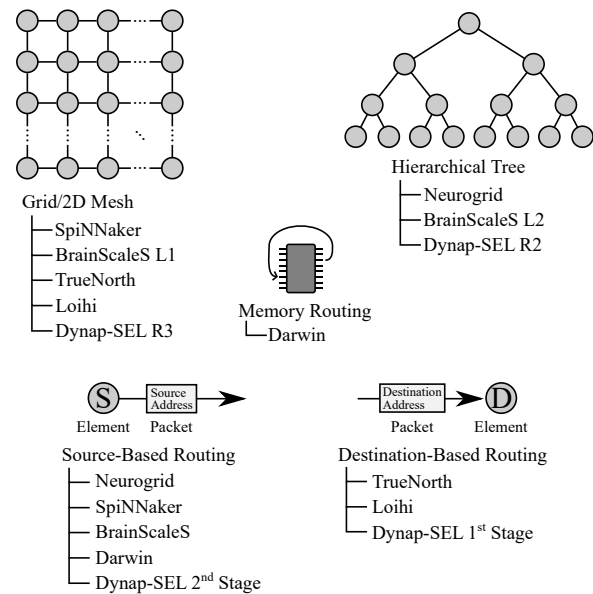 Grid/2D Mesh
SpiNNaker
BrainScaleS L1
TrueNorth
Loihi
Dynap-SEL R3
Hierarchical Tree
Neurogrid
BrainScaleS L2
Dynap-SEL R2
Memory Routing
Darwin
S
Source
Address
Element
Packet
Source-Based Routing
Neurogrid
SpiNNaker
BrainScaleS
Darwin
Dynap-SEL 2nd Stage
Destination
Address
D
Packet
Element
Destination-Based Routing
TrueNorth
Loihi
Dynap-SEL 1st Stage